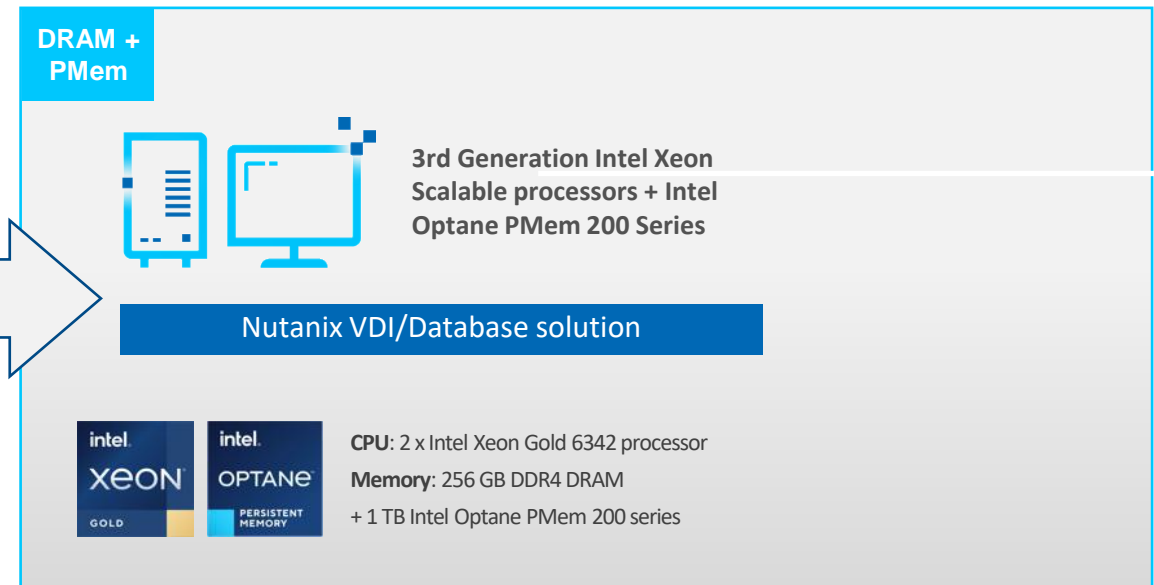 DRAM +
PMem
3rd Generation Intel Xeon
Scalable processors + Intel
Optane PMem 200 Series
Nutanix VDI/Database solution
intel.
xeon
GOLD
intel.
OPTANE™
PERSISTENT
MEMORY
CPU: 2 x Intel Xeon Gold 6342 processor
Memory: 256 GB DDR4 DRAM
+ 1 TB Intel Optane PMem 200 series